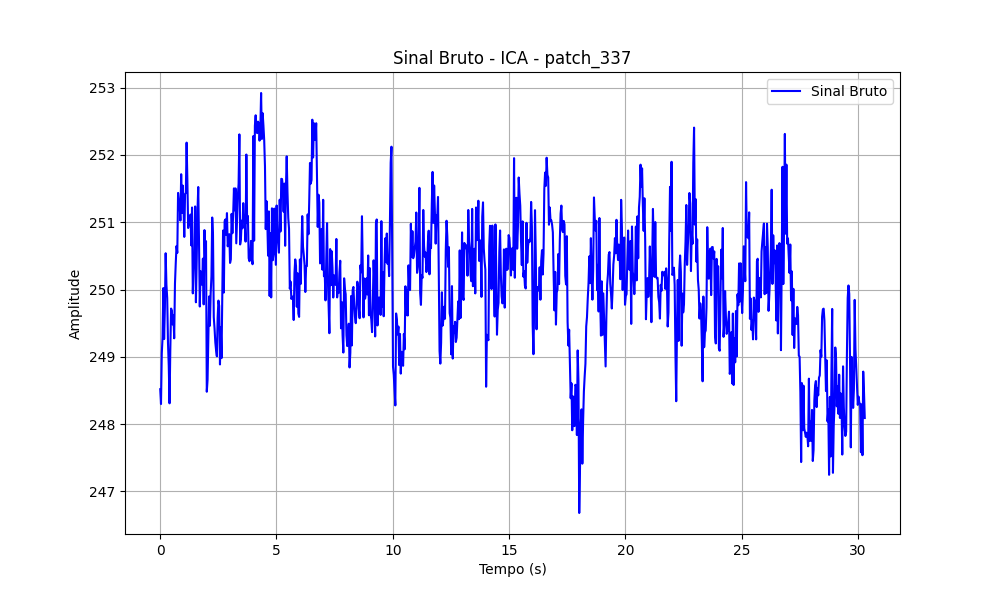 Sinal Bruto - ICA - patch_337
Sinal Bruto
253
252
251
250
249
248
247
Amplitude
0 5 10 15 20 25 30
Tempo (s)